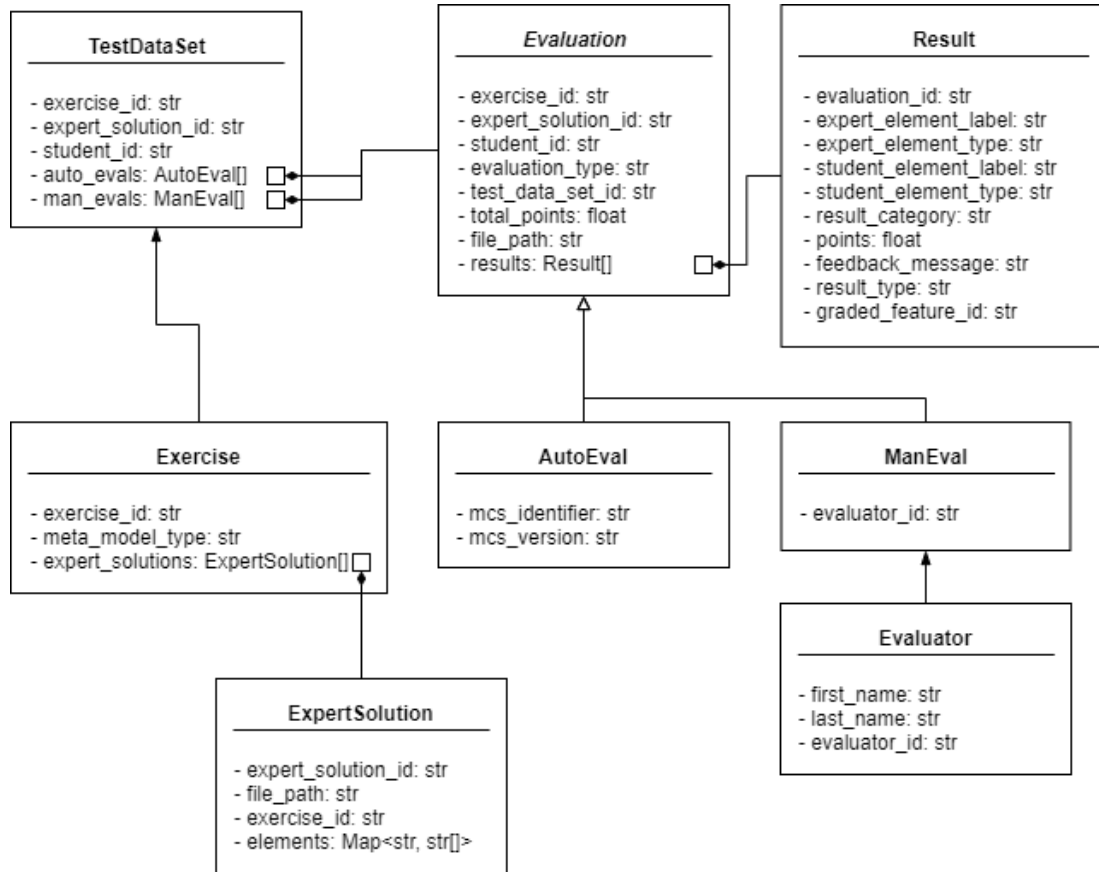 TestDataSet
- exercise_id: str
- expert_solution_id: str
- student_id: str
- auto_evals: AutoEval[]
- man_evals: ManEval[]
Evaluation
- exercise_id: str
- expert_solution_id: str
- student_id: str
- evaluation_type: str
- test_data_set_id: str
- total_points: float
- file_path: str
- results: Result[]
Result
- evaluation_id: str
- expert_element_label: str
- expert_element_type: str
- student_element_label: str
- student_element_type: str
- result_category: str
- points: float
- feedback_message: str
- result_type: str
- graded_feature_id: str
Exercise
- exercise_id: str
- meta_model_type: str
- expert_solutions: ExpertSolution[]
AutoEval
- mcs_identifier: str
- mcs_version: str
ManEval
- evaluator_id: str
Evaluator
- first_name: str
- last_name: str
- evaluator_id: str
ExpertSolution
- expert_solution_id: str
- file_path: str
- exercise_id: str
- elements: Map<str, str[]>